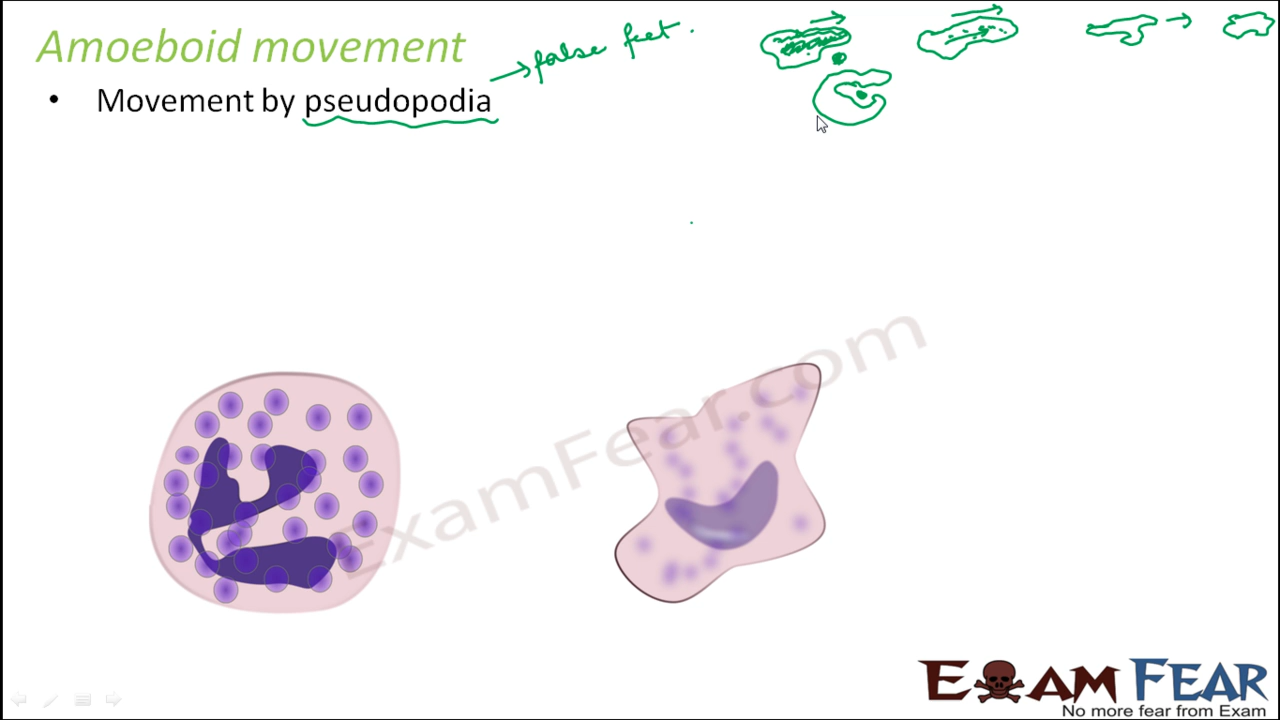 Amoeboid movement
→ false feet.
• Movement by pseudopodia
ExamFear.com
EXAM FEAR
No more fear from Exam